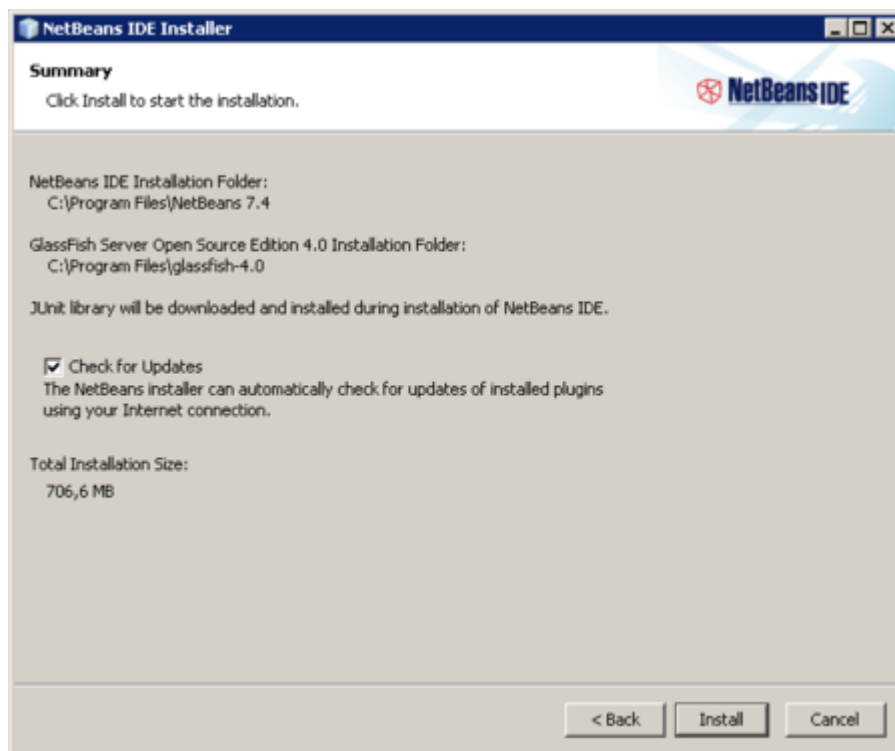 NetBeans IDE Installer
Summary
Click Install to start the installation.
NetBeans IDE
NetBeans IDE Installation Folder:
C:\Program Files\NetBeans 7.4
GlassFish Server Open Source Edition 4.0 Installation Folder:
C:\Program Files\glassfish-4.0
JUnit library will be downloaded and installed during installation of NetBeans IDE.
Check for Updates
The NetBeans installer can automatically check for updates of installed plugins
using your Internet connection.
Total Installation Size:
706,6 MB
< Back Install Cancel